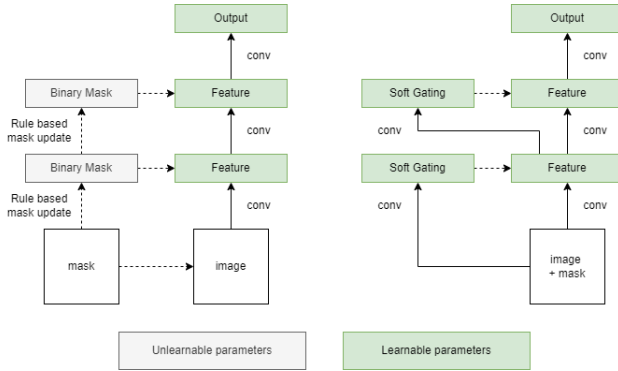 Output
conv
Binary Mask
Feature
Rule based
mask update
conv
Binary Mask
Feature
Rule based
mask update
conv
mask
image
Output
conv
Soft Gating
Feature
conv
conv
Soft Gating
Feature
conv
conv
image
+ mask
Unlearnable parameters
Learnable parameters